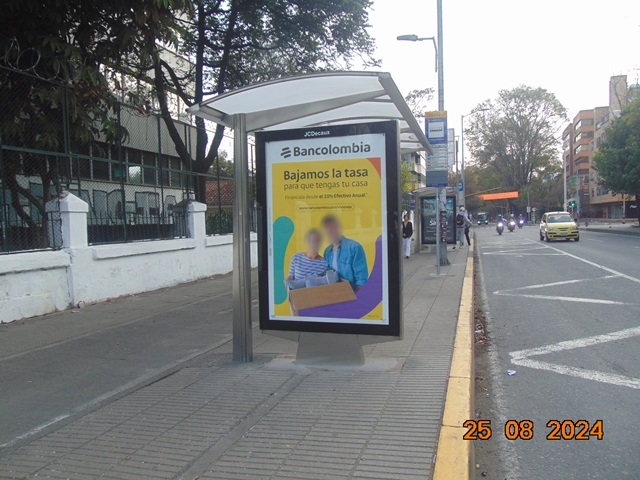 JCDecaux
Bancolombia
Bajamos la tasa
para que tengas tu casa
25 08 2024